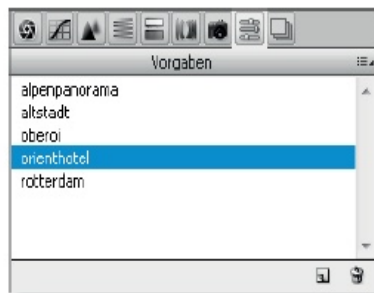 Vorgaben
alpenpanorama
altstadt
oberoi
orienthotel
rotterdam